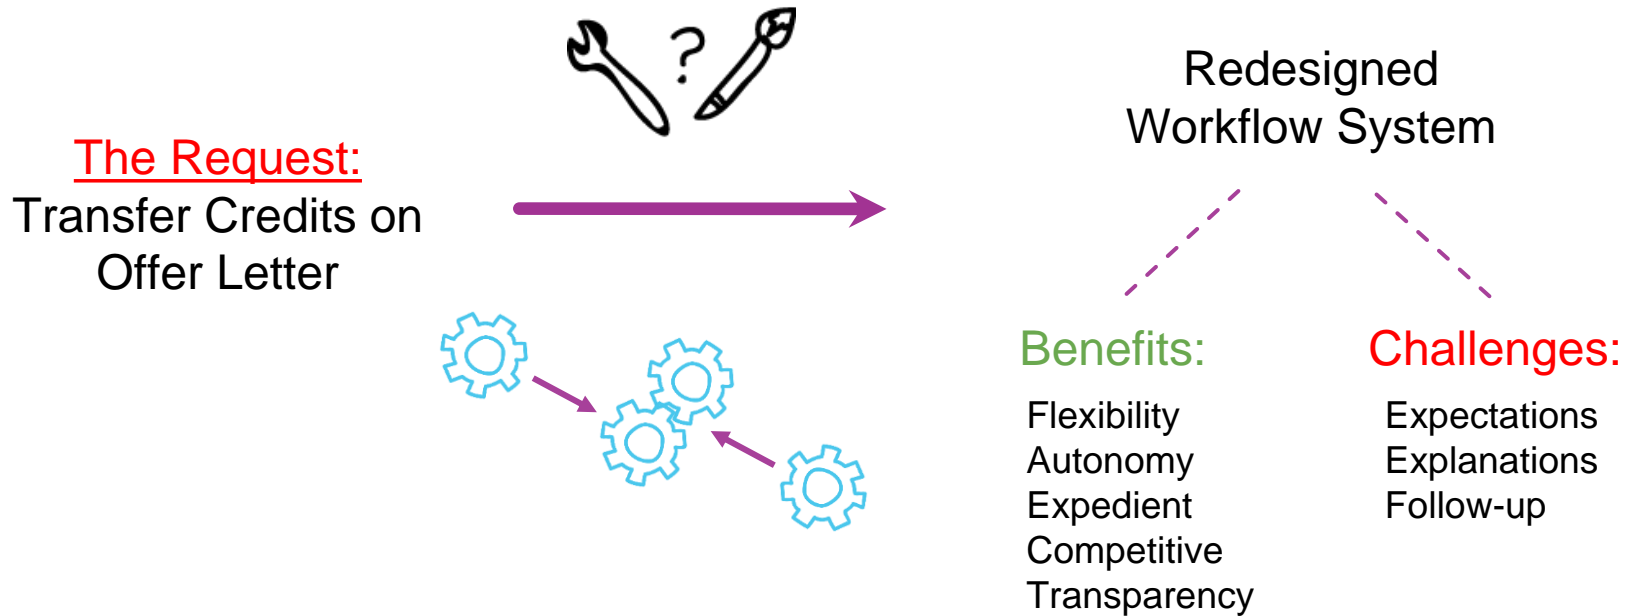 The Request:
Transfer Credits on
Offer Letter
?
Redesigned
Workflow System
Benefits:
Flexibility
Autonomy
Expedient
Competitive
Transparency
Challenges:
Expectations
Explanations
Follow-up